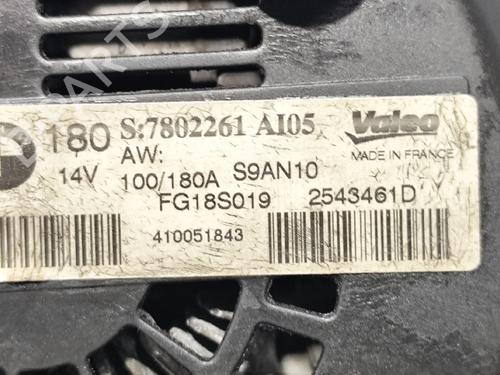 180 S:7802261 AI05 Valeo
AW:
14V 100/180A S9AN10 MADE IN FRANCE
FG18S019 2543461D
410051843